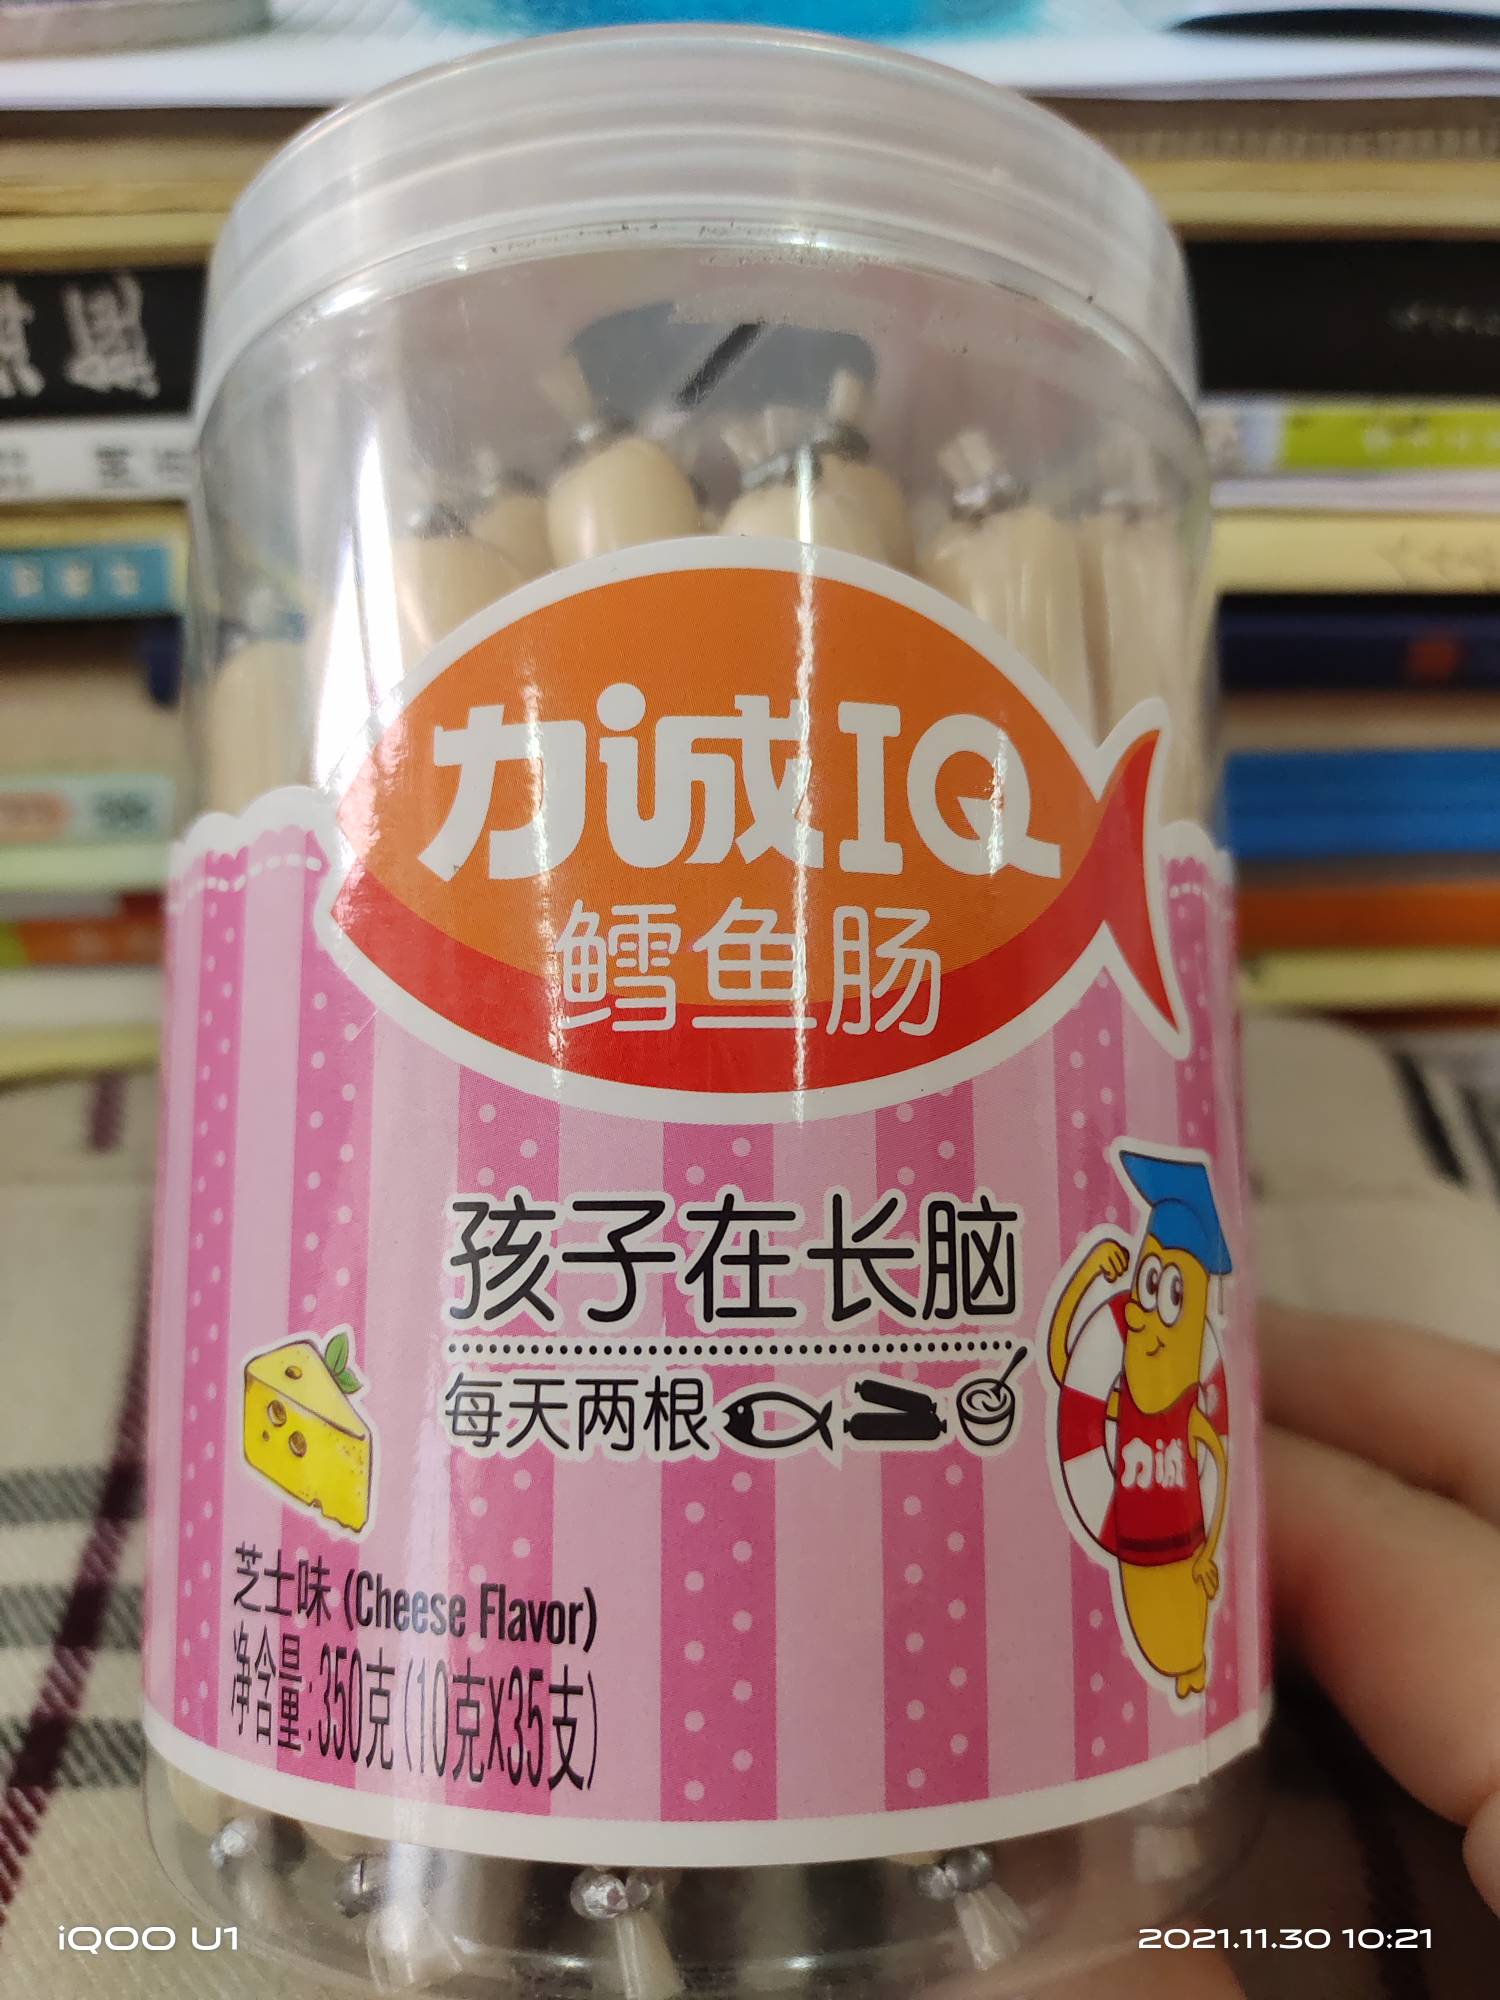 力诚IQ
鳕鱼肠
孩子在长脑
每天两根
力诚
芝士味 (Cheese Flavor)
净含量:350克(10克X35支)
iQOO U1
2021.11.30 10:21